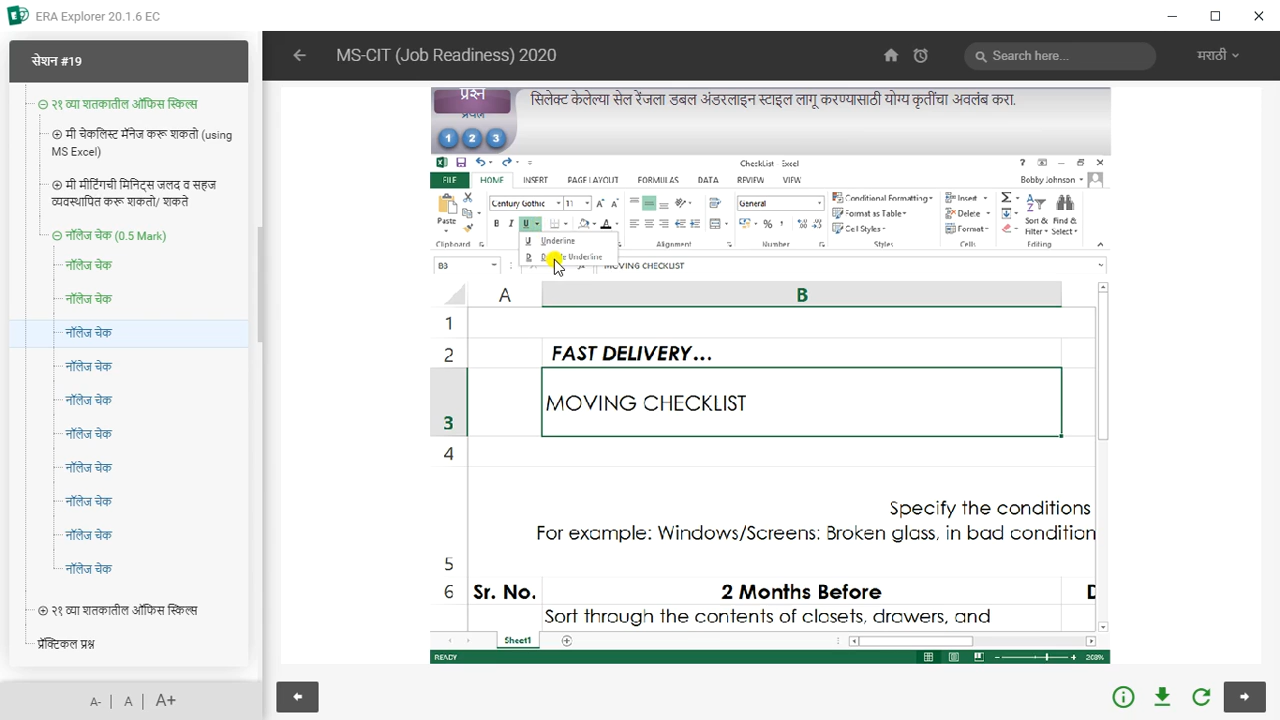 ERA Explorer 20.1.6 EC
सेशन #19
MS-CIT (Job Readiness) 2020
Search here...
मराठी
२१ व्या शतकातील ऑफिस स्किल्स
मी चेकलिस्ट मॅनेज करू शकतो (using
MS Excel)
मी मीटिंगची मिनिट्स जलद व सहज
व्यवस्थापित करू शकतो/ शकते
नॉलेज चेक (0.5 Mark)
नॉलेज चेक
नॉलेज चेक
नॉलेज चेक
नॉलेज चेक
नॉलेज चेक
नॉलेज चेक
नॉलेज चेक
नॉलेज चेक
नॉलेज चेक
नॉलेज चेक
२१ व्या शतकातील ऑफिस स्किल्स
प्रॅक्टिकल प्रश्न
A- | A | A+
प्रश्न
सिलेक्ट केलेल्या सेल रेंजला डबल अंडरलाइन स्टाइल लागू करण्यासाठी योग्य कृतींचा अवलंब करा.
प्रयत्न
1 2 3
CheckList - Excel
FILE HOME INSERT PAGE LAYOUT FORMULAS DATA REVIEW VIEW
Bobby Johnson
Century Gothic 11
General
Conditional Formatting
Insert
Format as Table
Delete
Paste
Cell Styles
Format
Sort & Find &
Filter Select
B I U
Clipboard
Alignment
Number
Styles
Cells
Editing
U Underline
D Underline
B3
MOVING CHECKLIST
A B
1
2 FAST DELIVERY...
3 MOVING CHECKLIST
4
Specify the conditions
For example: Windows/Screens: Broken glass, in bad condition
5
6 Sr. No. 2 Months Before
Sort through the contents of closets, drawers, and
Sheet1
READY
208%